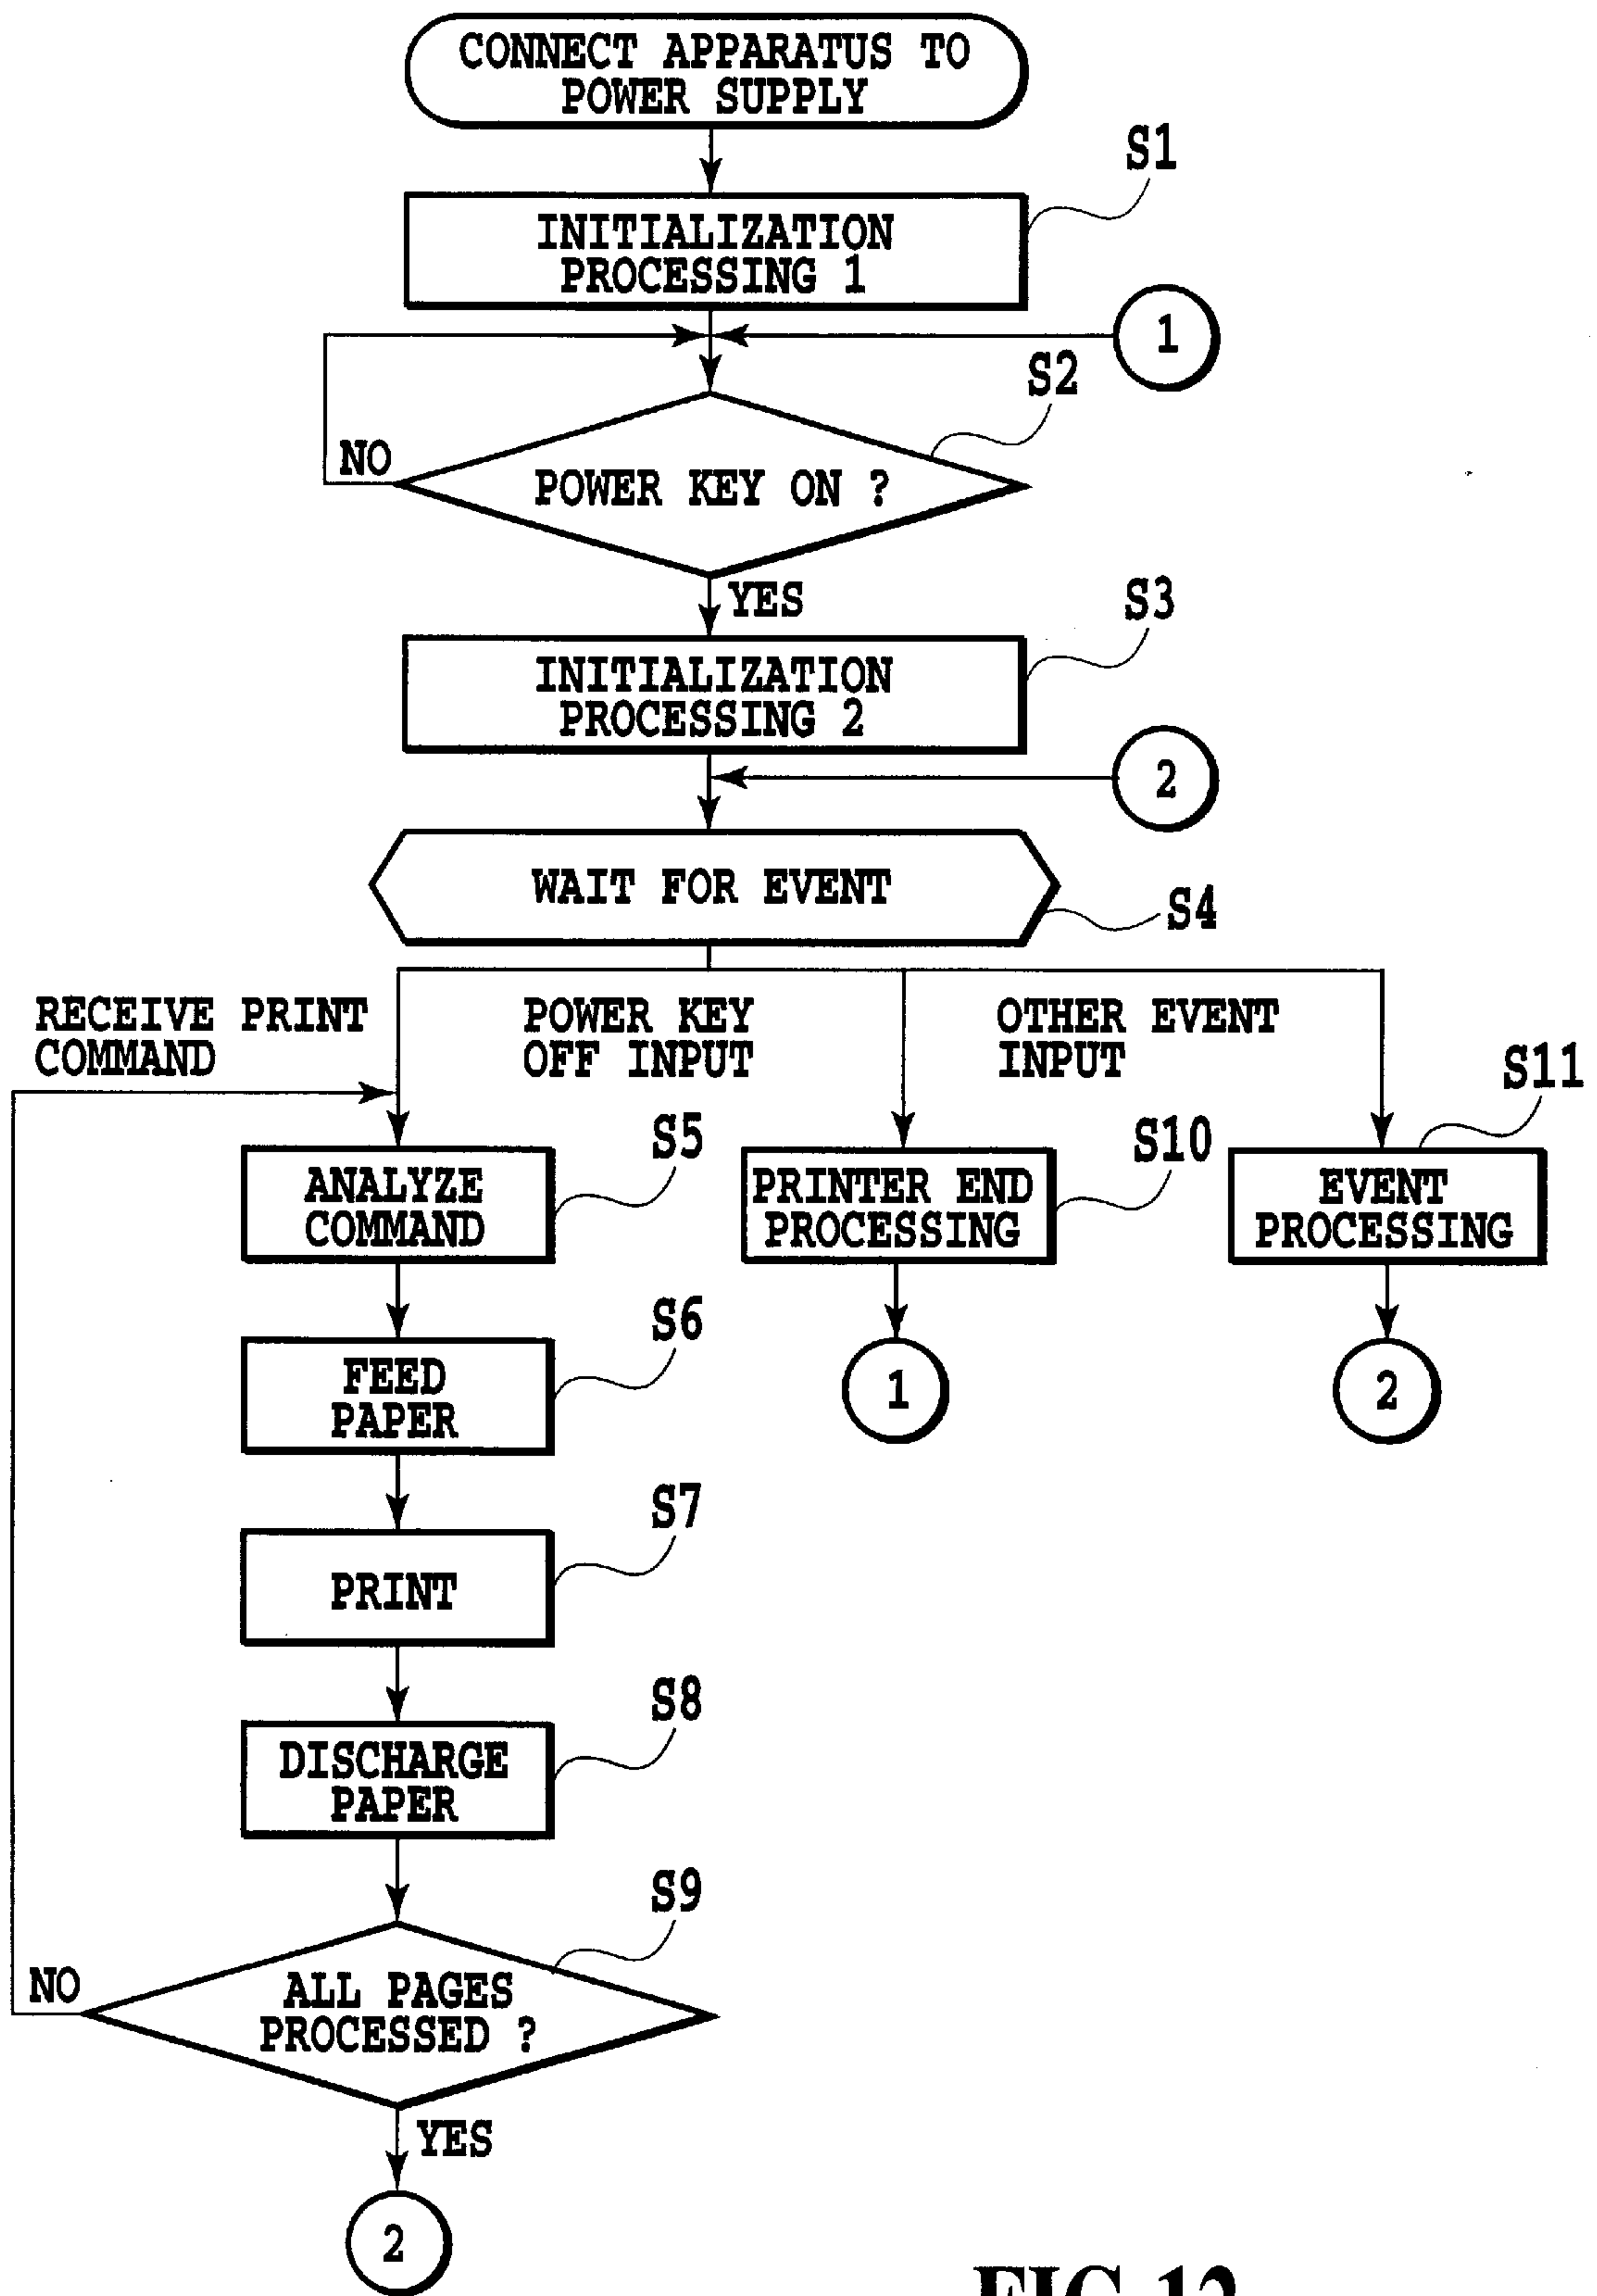 CONNECT APPARATUS TO
POWER SUPPLY
S1
INITIALIZATION
PROCESSING 1
1
S2
NO
POWER KEY ON ?
YES
S3
INITIALIZATION
PROCESSING 2
2
WAIT FOR EVENT
S4
RECEIVE PRINT
COMMAND
POWER KEY
OFF INPUT
OTHER EVENT
INPUT
S11
S5
S10
ANALYZE
COMMAND
PRINTER END
PROCESSING
EVENT
PROCESSING
S6
FEED
PAPER
1
2
S7
PRINT
S8
DISCHARGE
PAPER
S9
NO
ALL PAGES
PROCESSED ?
YES
2
FIG.12